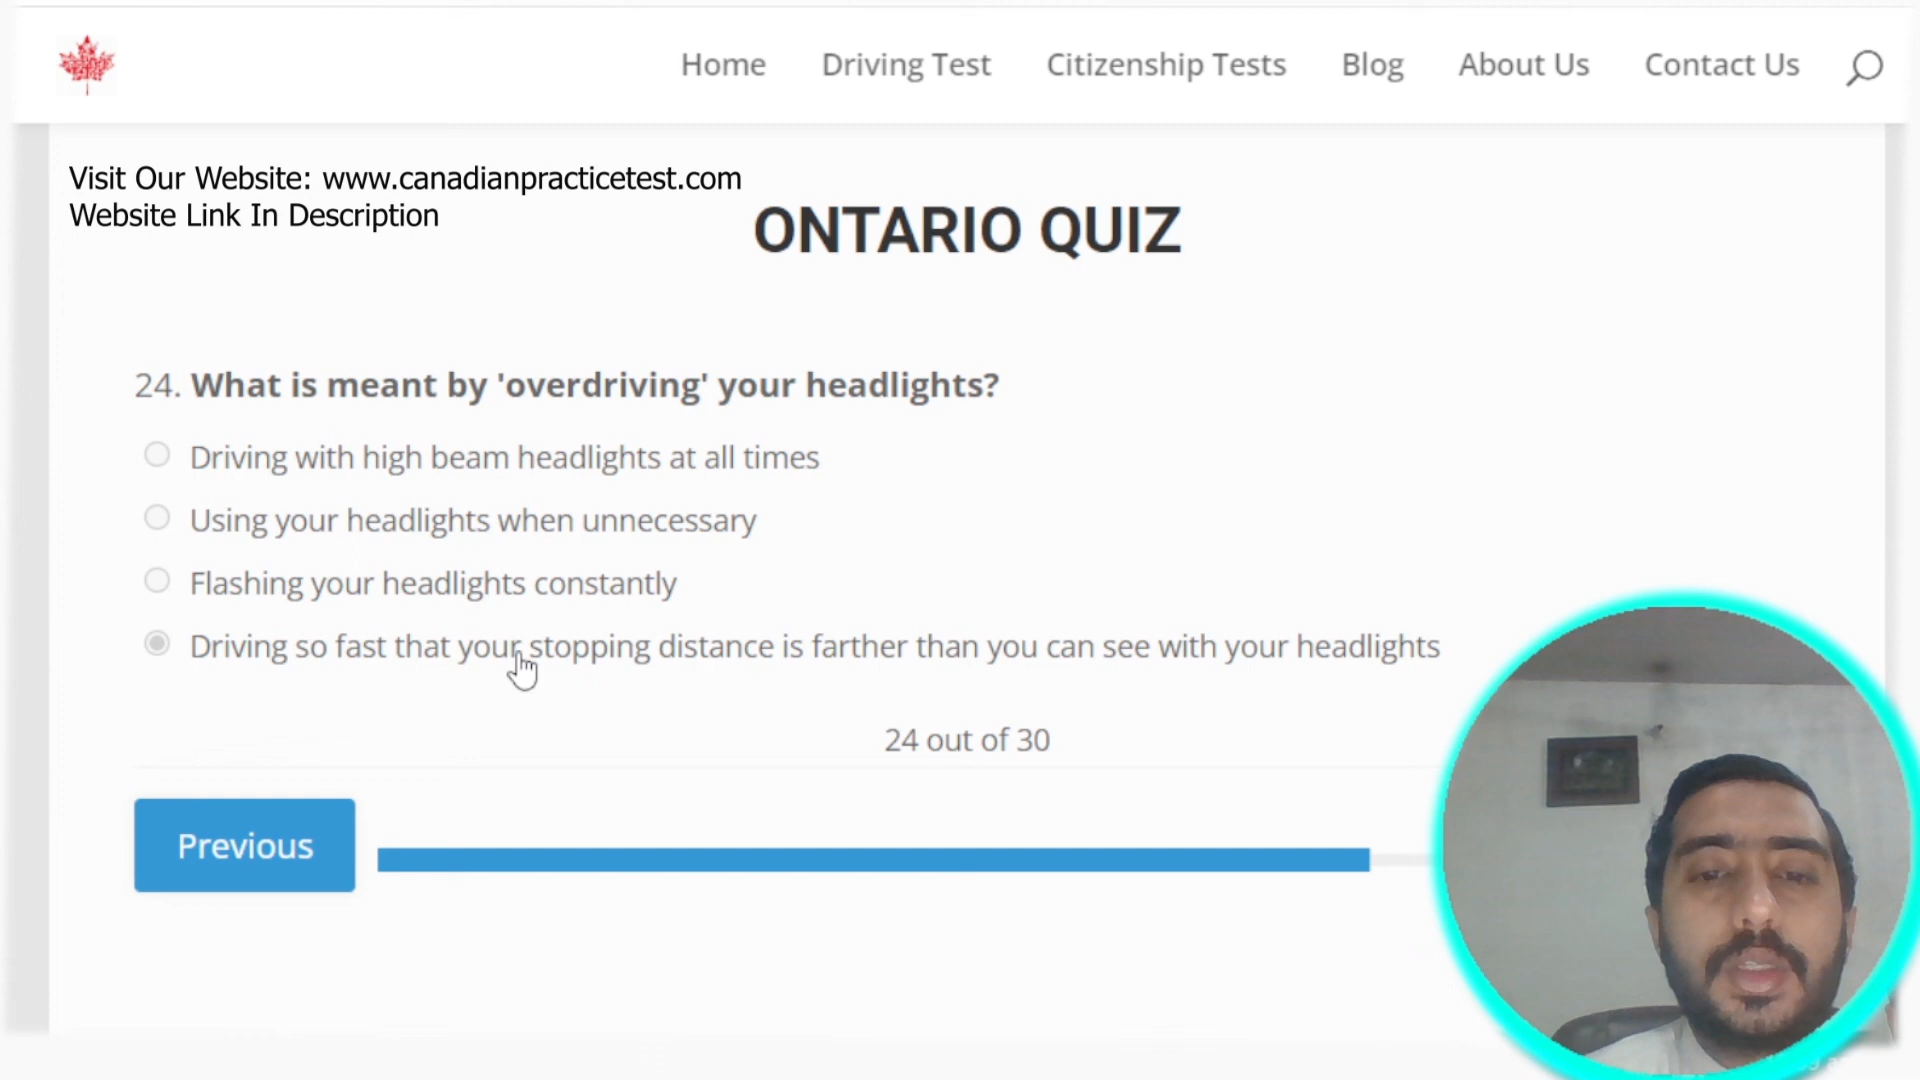 Home Driving Test Citizenship Tests Blog About Us Contact Us
Visit Our Website: www.canadianpracticetest.com
Website Link In Description
ONTARIO QUIZ
24. What is meant by 'overdriving' your headlights?
Driving with high beam headlights at all times
Using your headlights when unnecessary
Flashing your headlights constantly
Driving so fast that your stopping distance is farther than you can see with your headlights
24 out of 30
Previous